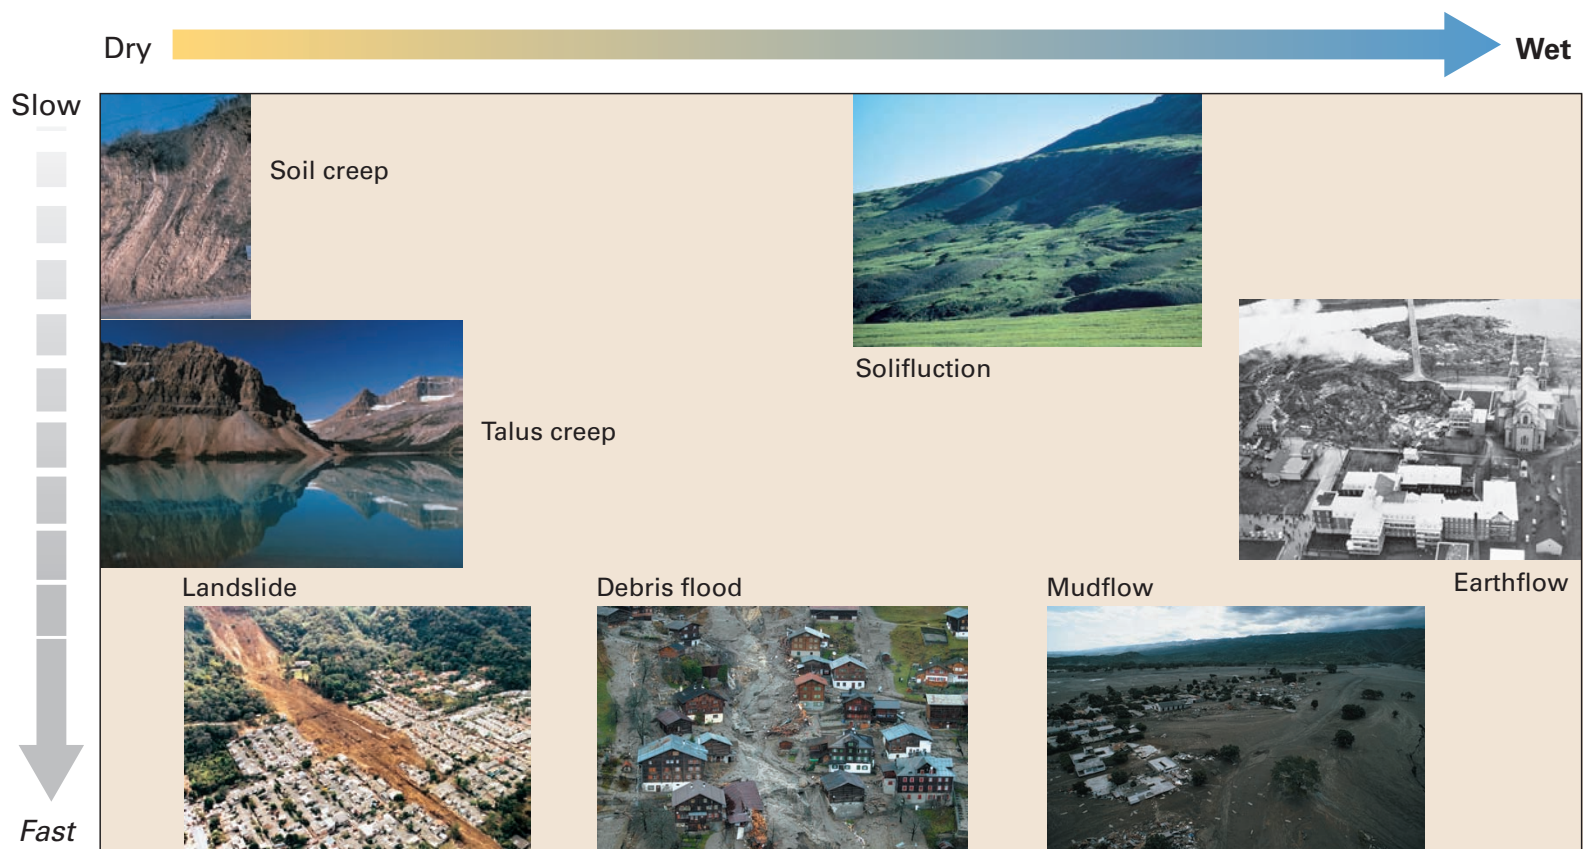 Dry
Wet
Slow
Soil creep
Solifluction
Talus creep
Landslide
Debris flood
Mudflow
Earthflow
Fast